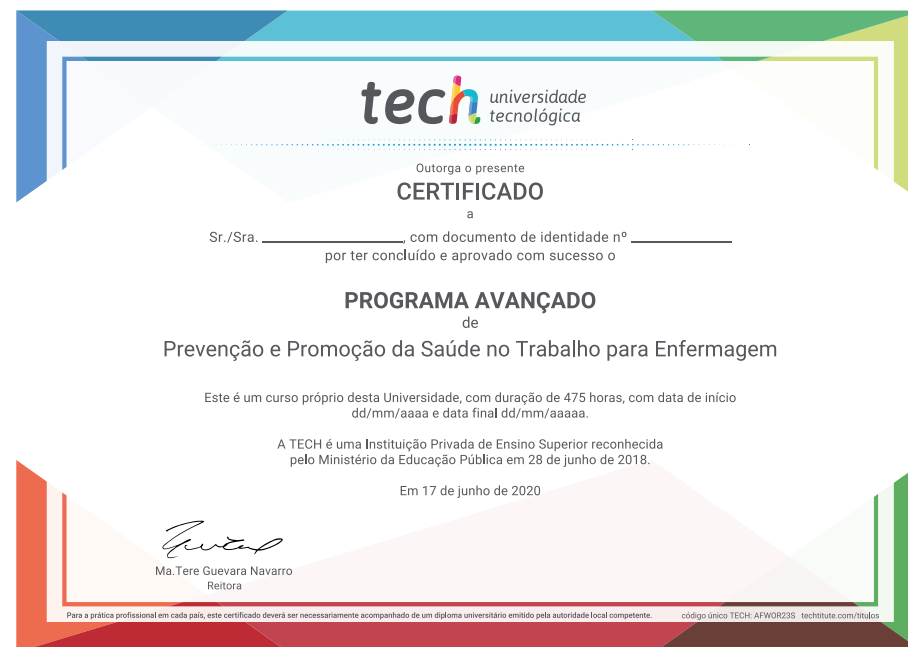 tech universidade
tecnológica
Outorga o presente
CERTIFICADO
a
Sr./Sra. ____________, com documento de identidade nº ____________
por ter concluído e aprovado com sucesso o
PROGRAMA AVANÇADO
de
Prevenção e Promoção da Saúde no Trabalho para Enfermagem
Este é um curso próprio desta Universidade, com duração de 475 horas, com data de início
dd/mm/aaaa e data final dd/mm/aaaaa.
A TECH é uma Instituição Privada de Ensino Superior reconhecida
pelo Ministério da Educação Pública em 28 de junho de 2018.
Em 17 de junho de 2020
Ma.Tere Guevara Navarro
Reitora
Para a prática profissional em cada país, este certificado deverá ser necessariamente acompanhado de um diploma universitário emitido pela autoridade local competente. código único TECH: AFWOR23S techtitute.com/titulos